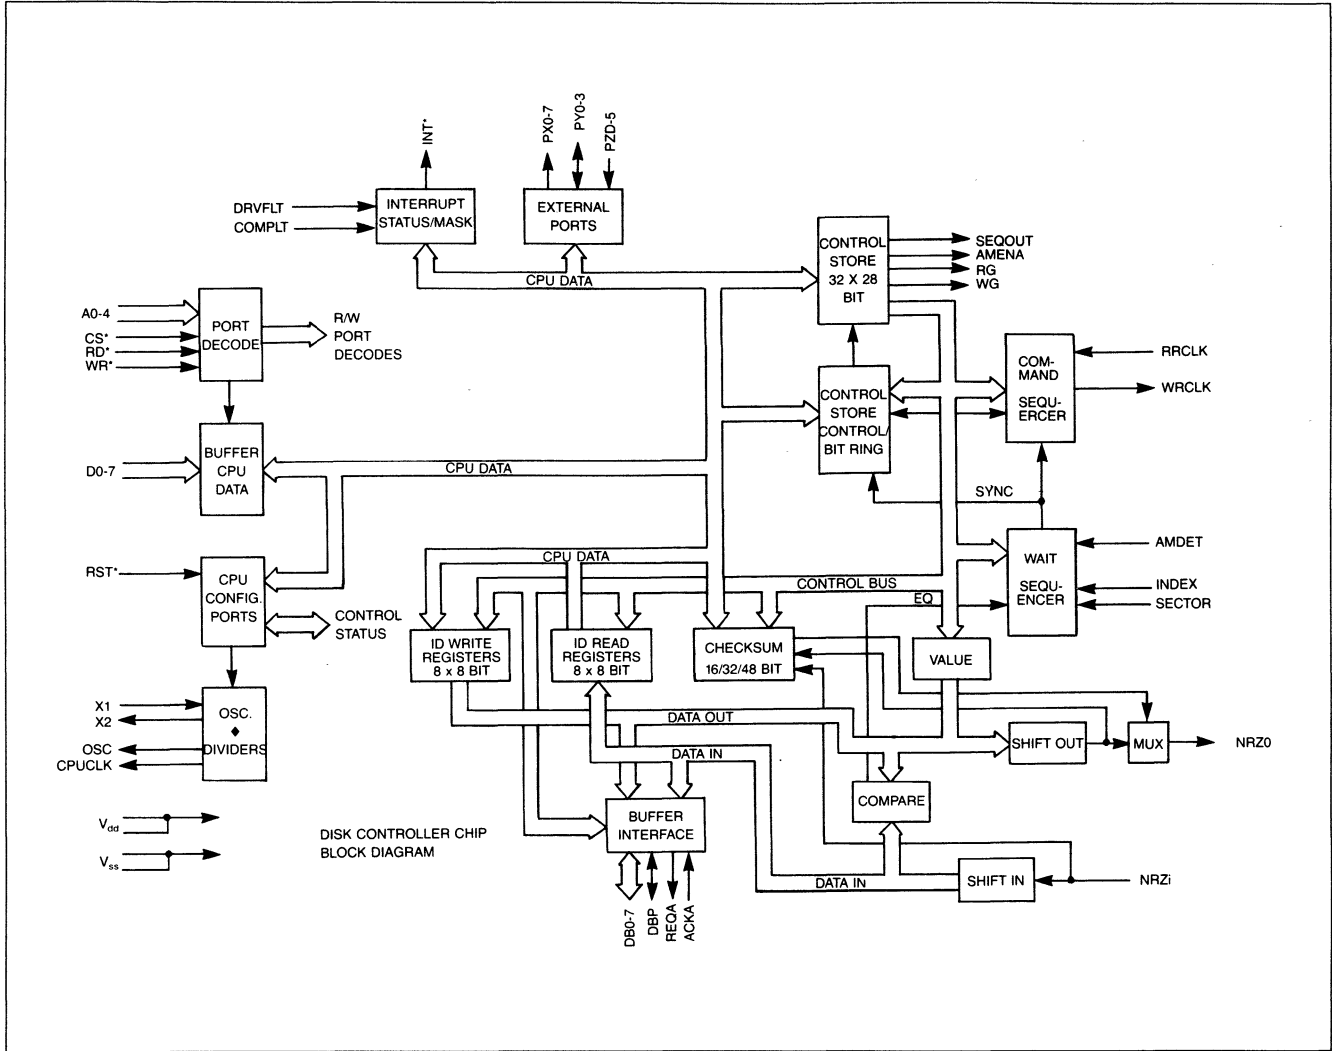 INT*
PX0-7
PY0-3
PZD-5
DRVFLT
COMPLT
INTERRUPT
STATUS/MASK
EXTERNAL
PORTS
CPU DATA
CONTROL
STORE
32 X 28
BIT
SEQOUT
AMENA
RG
WG
A0-4
CS*
RD*
WR*
PORT
DECODE
R/W
PORT
DECODES
COM-
MAND
SEQU-
ERCER
RRCLK
WRCLK
CONTROL
STORE
CONTROL/
BIT RING
D0-7
BUFFER
CPU
DATA
CPU DATA
SYNC
RST*
CPU
CONFIG.
PORTS
CONTROL
STATUS
CPU DATA
CONTROL BUS
EQ
WAIT
SEQU-
ENCER
AMDET
INDEX
SECTOR
ID WRITE
REGISTERS
8 x 8 BIT
ID READ
REGISTERS
8 x 8 BIT
CHECKSUM
16/32/48 BIT
VALUE
X1
X2
OSC
CPUCLK
OSC.
♦
DIVIDERS
DATA OUT
DATA IN
SHIFT OUT
MUX
NRZ0
COMPARE
Vdd
Vss
DISK CONTROLLER CHIP
BLOCK DIAGRAM
BUFFER
INTERFACE
DATA IN
SHIFT IN
NRZi
DB0-7
DBP
REQA
ACKA